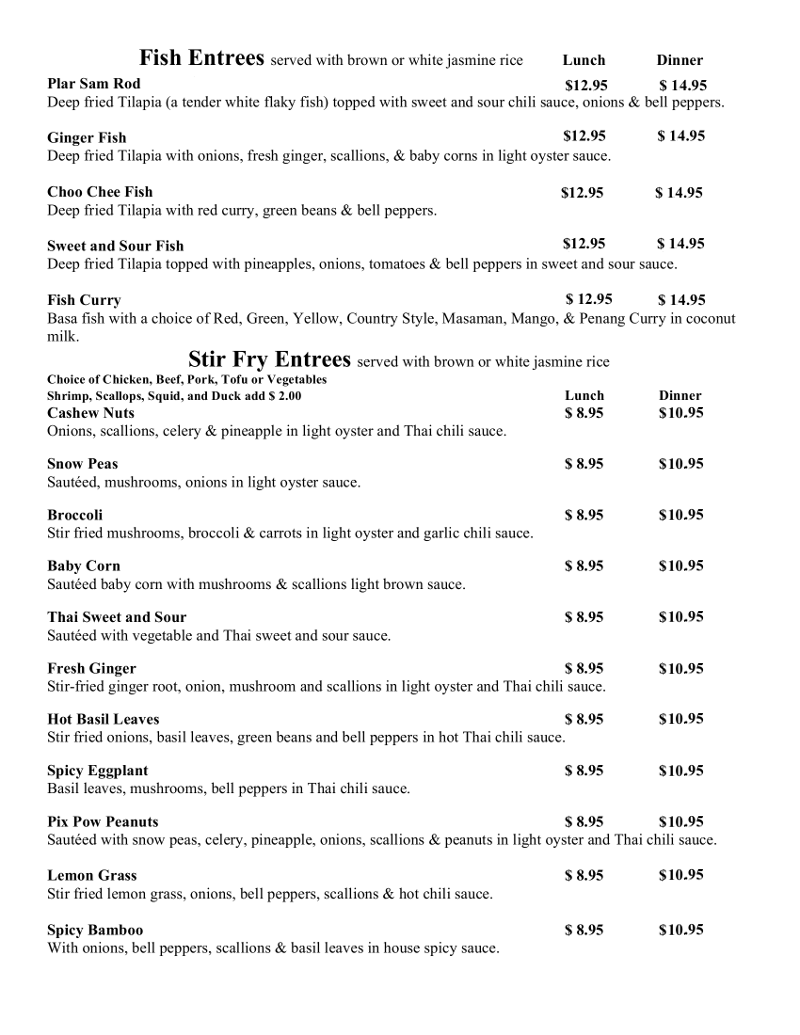 Fish Entrees served with brown or white jasmine rice Lunch Dinner
Plar Sam Rod $12.95 $ 14.95
Deep fried Tilapia (a tender white flaky fish) topped with sweet and sour chili sauce, onions & bell peppers.
Ginger Fish $12.95 $ 14.95
Deep fried Tilapia with onions, fresh ginger, scallions, & baby corns in light oyster sauce.
Choo Chee Fish $12.95 $ 14.95
Deep fried Tilapia with red curry, green beans & bell peppers.
Sweet and Sour Fish $12.95 $ 14.95
Deep fried Tilapia topped with pineapples, onions, tomatoes & bell peppers in sweet and sour sauce.
Fish Curry $ 12.95 $ 14.95
Basa fish with a choice of Red, Green, Yellow, Country Style, Masaman, Mango, & Penang Curry in coconut
milk.
Stir Fry Entrees served with brown or white jasmine rice
Choice of Chicken, Beef, Pork, Tofu or Vegetables
Shrimp, Scallops, Squid, and Duck add $ 2.00 Lunch Dinner
Cashew Nuts $ 8.95 $10.95
Onions, scallions, celery & pineapple in light oyster and Thai chili sauce.
Snow Peas $ 8.95 $10.95
Sautéed, mushrooms, onions in light oyster sauce.
Broccoli $ 8.95 $10.95
Stir fried mushrooms, broccoli & carrots in light oyster and garlic chili sauce.
Baby Corn $ 8.95 $10.95
Sautéed baby corn with mushrooms & scallions light brown sauce.
Thai Sweet and Sour $ 8.95 $10.95
Sautéed with vegetable and Thai sweet and sour sauce.
Fresh Ginger $ 8.95 $10.95
Stir-fried ginger root, onion, mushroom and scallions in light oyster and Thai chili sauce.
Hot Basil Leaves $ 8.95 $10.95
Stir fried onions, basil leaves, green beans and bell peppers in hot Thai chili sauce.
Spicy Eggplant $ 8.95 $10.95
Basil leaves, mushrooms, bell peppers in Thai chili sauce.
Pix Pow Peanuts $ 8.95 $10.95
Sautéed with snow peas, celery, pineapple, onions, scallions & peanuts in light oyster and Thai chili sauce.
Lemon Grass $ 8.95 $10.95
Stir fried lemon grass, onions, bell peppers, scallions & hot chili sauce.
Spicy Bamboo $ 8.95 $10.95
With onions, bell peppers, scallions & basil leaves in house spicy sauce.